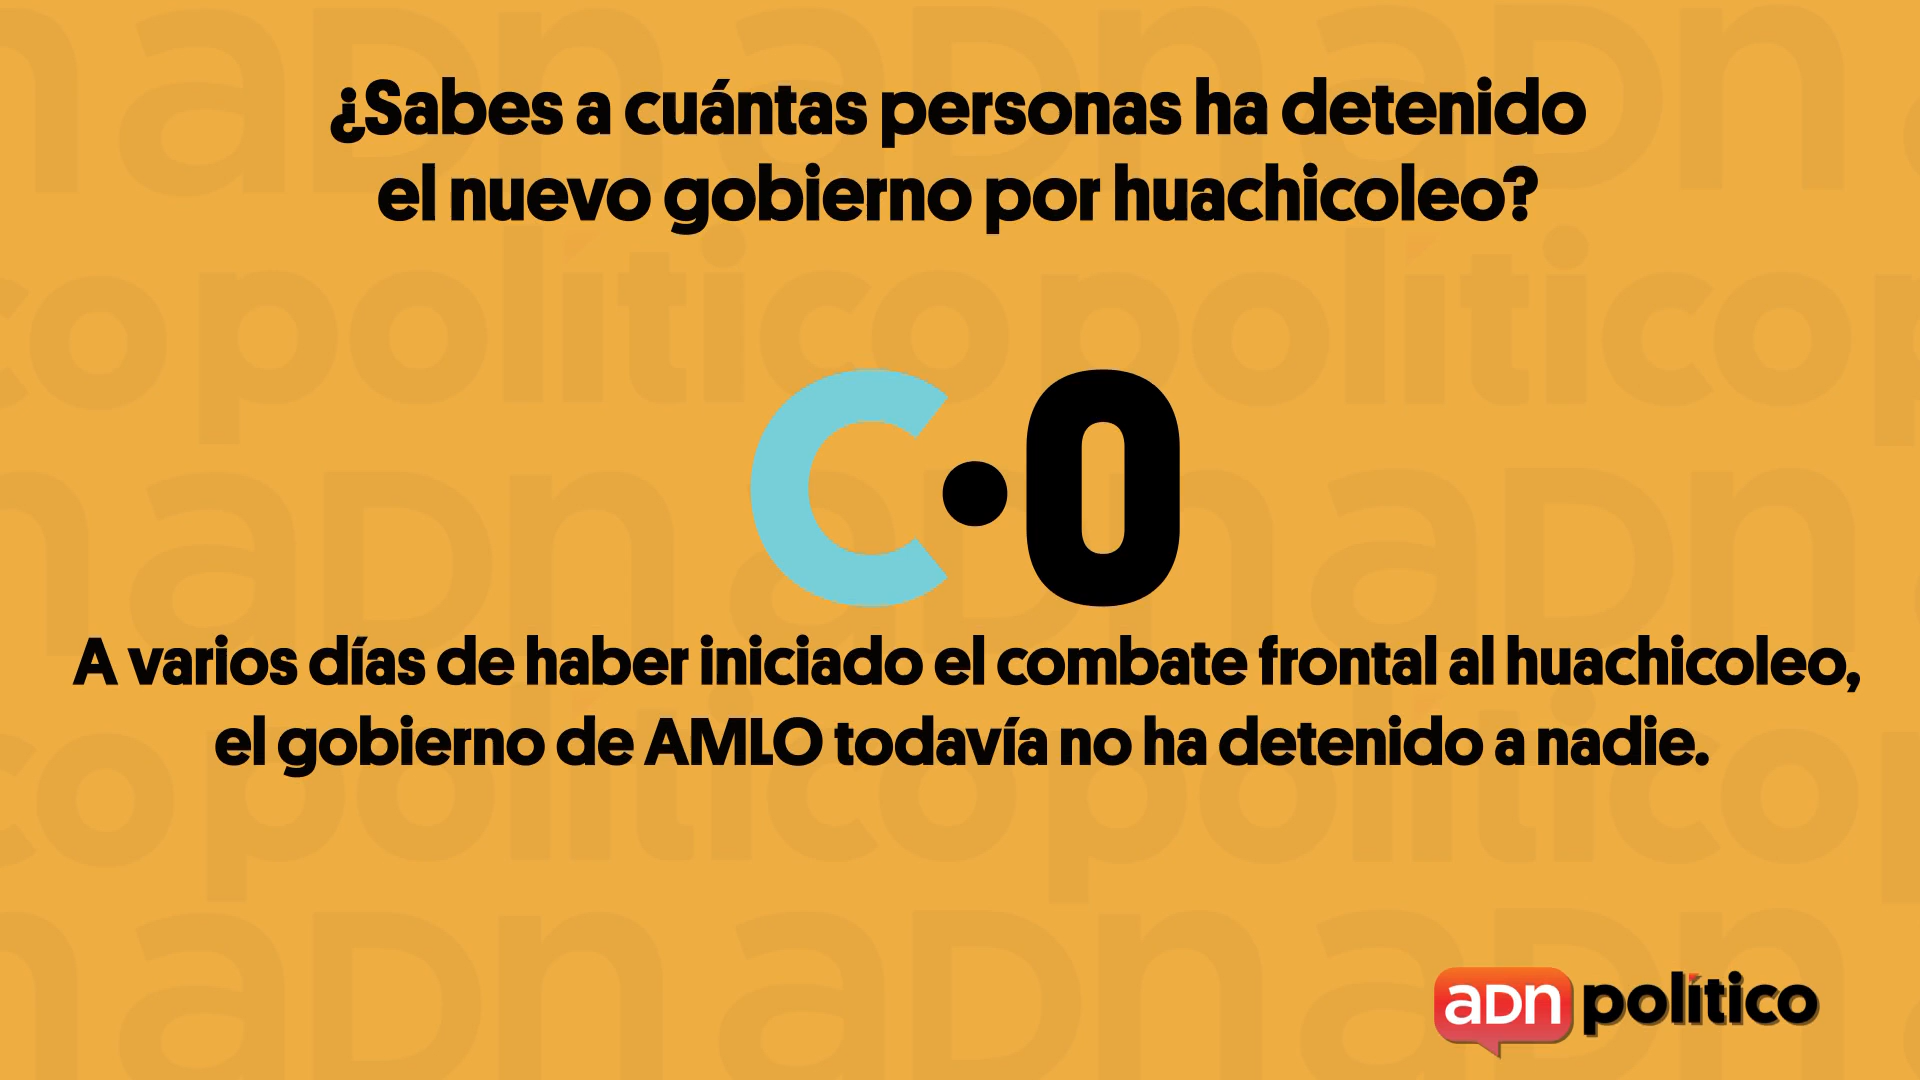 ¿Sabes a cuántas personas ha detenido
el nuevo gobierno por huachicoleo?
C·0
A varios días de haber iniciado el combate frontal al huachicoleo,
el gobierno de AMLO todavía no ha detenido a nadie.
aDn político